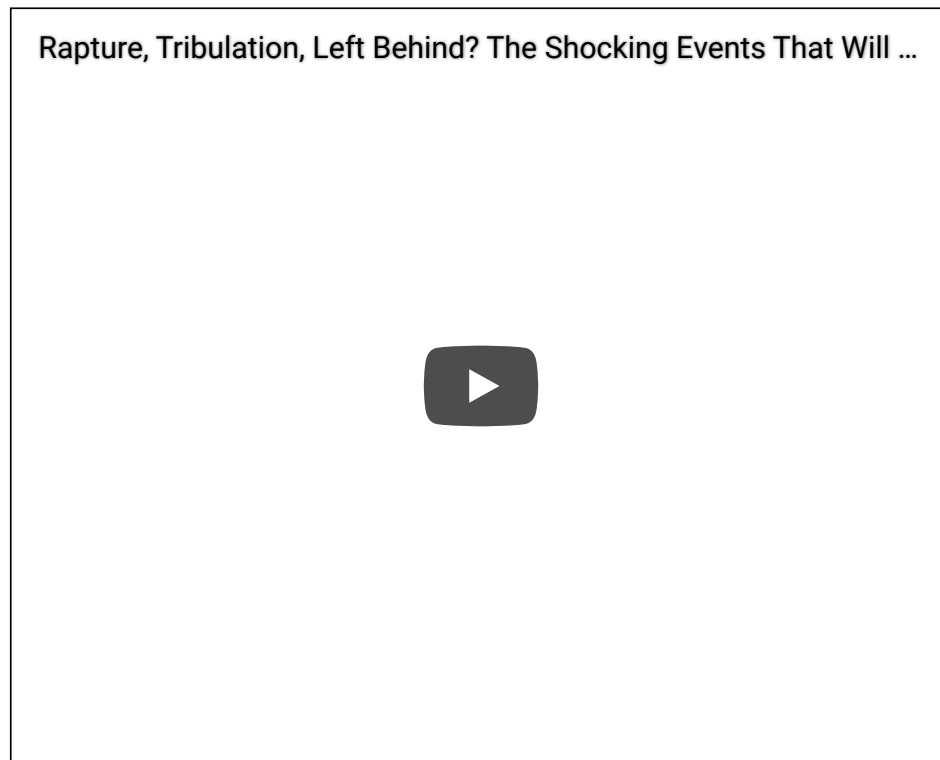 Rapture, Tribulation, Left Behind? The Shocking Events That Will ...